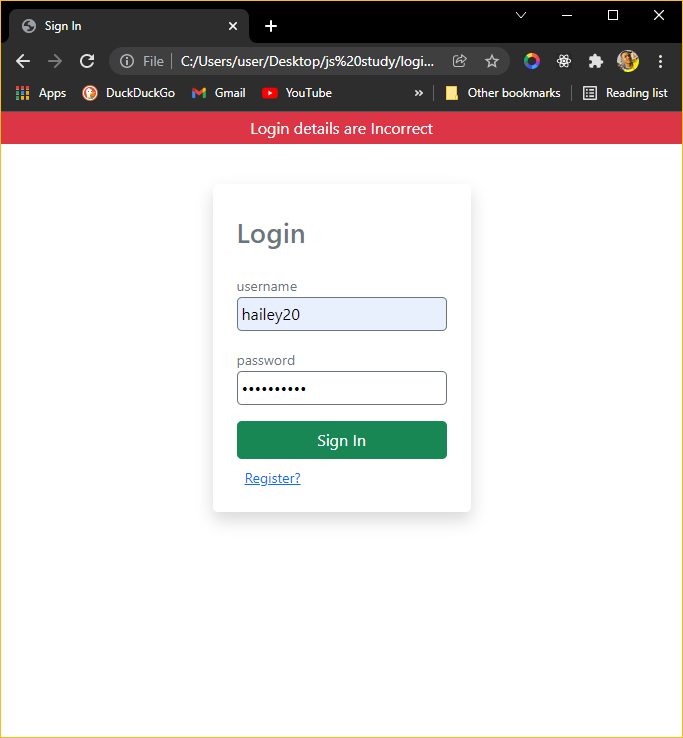 Sign In
File C:/Users/user/Desktop/js%20study/logi...
Apps DuckDuckGo Gmail YouTube » Other bookmarks Reading list
Login details are Incorrect
Login
username
hailey20
password
••••••••••
Sign In
Register?